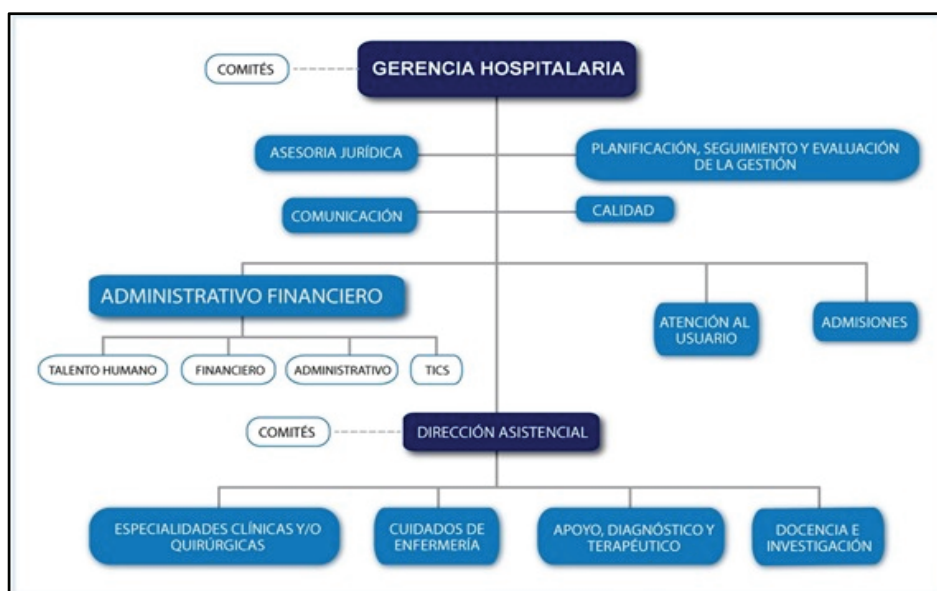 COMITÉS
GERENCIA HOSPITALARIA
ASESORIA JURÍDICA
PLANIFICACIÓN, SEGUIMIENTO Y EVALUACIÓN
DE LA GESTIÓN
COMUNICACIÓN
CALIDAD
ADMINISTRATIVO FINANCIERO
ATENCIÓN AL
USUARIO
ADMISIONES
TALENTO HUMANO
FINANCIERO
ADMINISTRATIVO
TICS
COMITÉS
DIRECCIÓN ASISTENCIAL
ESPECIALIDADES CLÍNICAS Y/O
QUIRÚRGICAS
CUIDADOS DE
ENFERMERÍA
APOYO, DIAGNÓSTICO Y
TERAPÉUTICO
DOCENCIA E
INVESTIGACIÓN